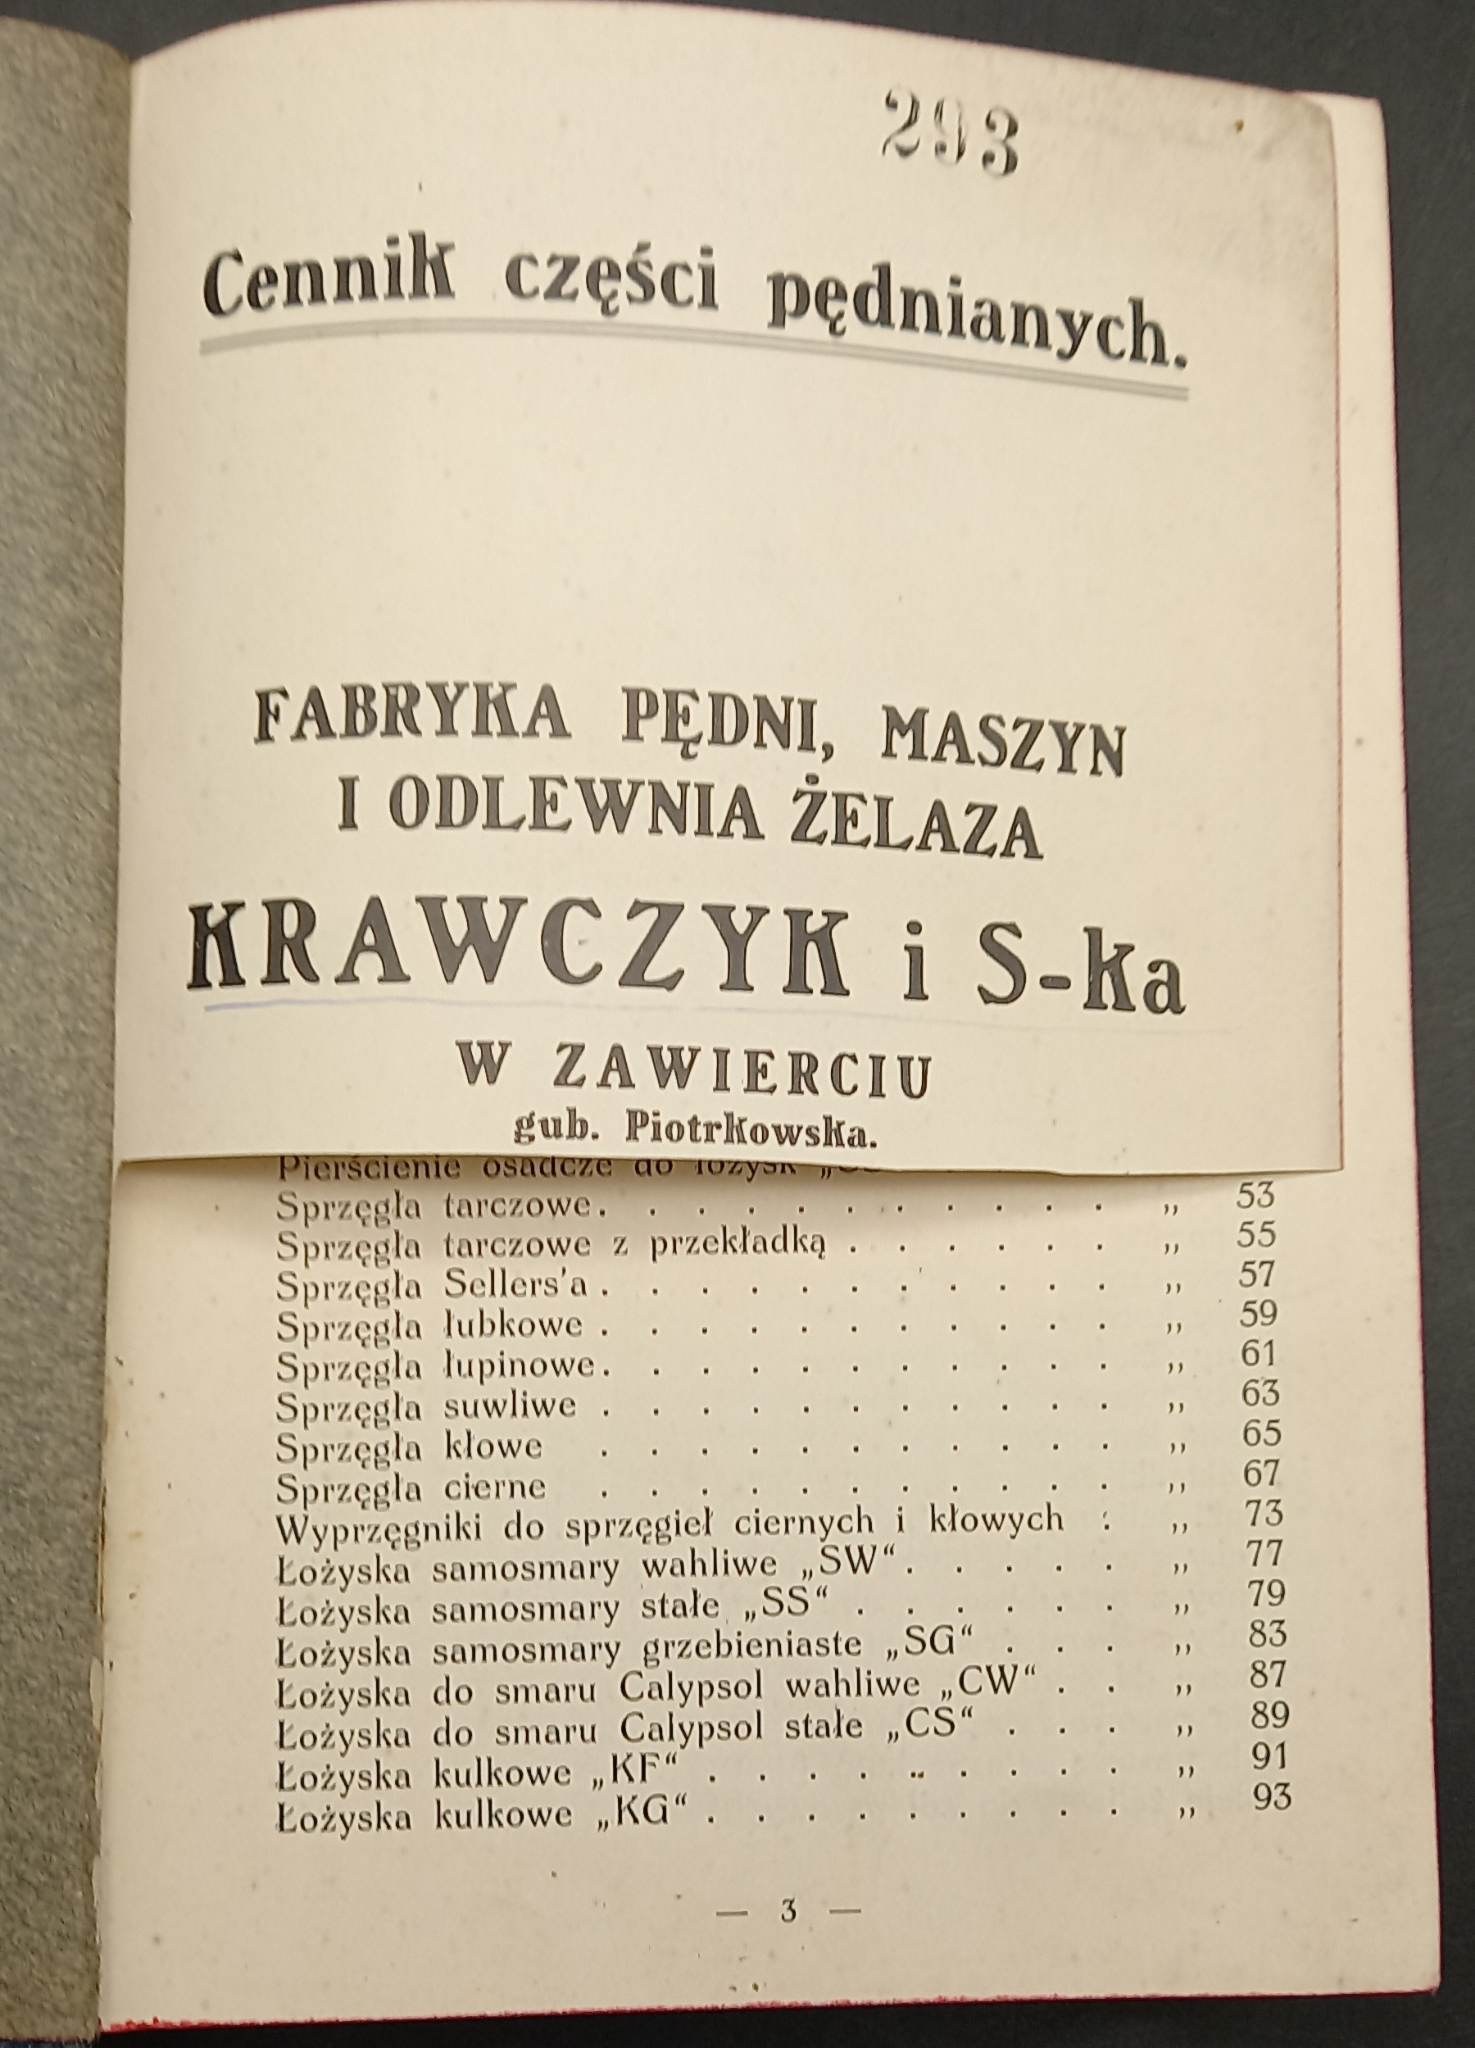 293
Cennik części pędnianych.
FABRYKA PĘDNI, MASZYN
I ODLEWNIA ŻELAZA
KRAWCZYK i S-ka
W ZAWIERCIU
gub. Piotrkowska.
Pierścienie osadcze do łożysk
Sprzęgła tarczowe. . . . . . . . . . . „ 53
Sprzęgła tarczowe z przekładką . . . . . . „ 55
Sprzęgła Sellers'a . . . . . . . . . . . „ 57
Sprzęgła łubkowe . . . . . . . . . . . „ 59
Sprzęgła łupinowe. . . . . . . . . . . „ 61
Sprzęgła suwliwe . . . . . . . . . . . „ 63
Sprzęgła kłowe . . . . . . . . . . . „ 65
Sprzęgła cierne . . . . . . . . . . . „ 67
Wyprzęgniki do sprzęgieł ciernych i kłowych . „ 73
Łożyska samosmary wahliwe „SW“. . . . . „ 77
Łożyska samosmary stałe „SS“ . . . . . . „ 79
Łożyska samosmary grzebieniaste „SG“ . . . „ 83
Łożyska do smaru Calypsol wahliwe „CW“ . . „ 87
Łożyska do smaru Calypsol stałe „CS“ . . . „ 89
Łożyska kulkowe „KF“ . . . . . . . . . „ 91
Łożyska kulkowe „KG“ . . . . . . . . . „ 93
— 3 —